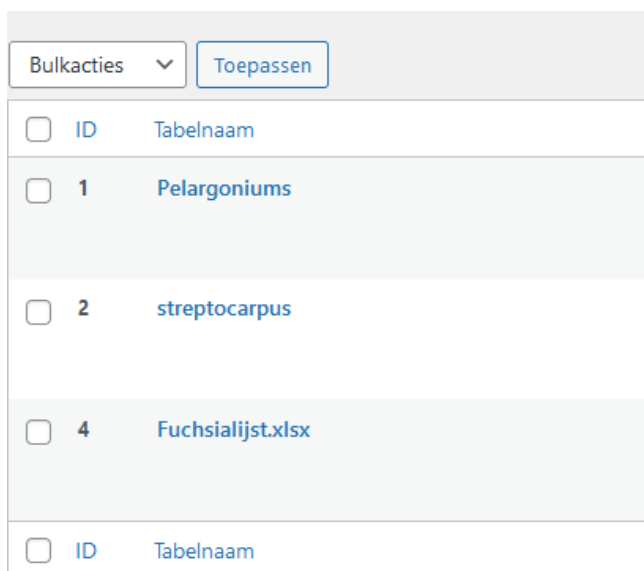 Bulkacties Toepassen
ID Tabelnaam
1 Pelargoniums
2 streptocarpus
4 Fuchsialijst.xlsx
ID Tabelnaam